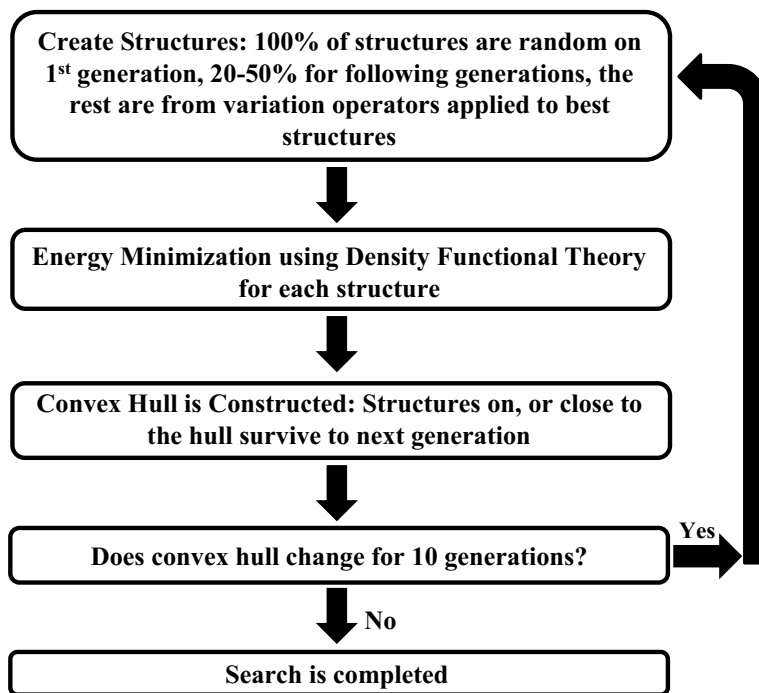 Create Structures: 100% of structures are random on
1st generation, 20-50% for following generations, the
rest are from variation operators applied to best
structures
Energy Minimization using Density Functional Theory
for each structure
Convex Hull is Constructed: Structures on, or close to
the hull survive to next generation
Does convex hull change for 10 generations?
Yes
No
Search is completed